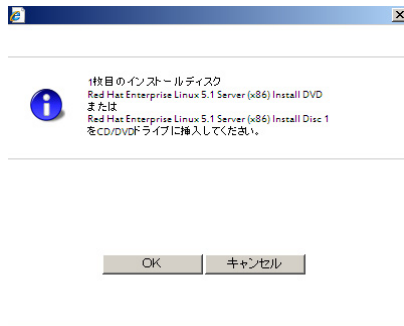 1枚目のインストールディスク
Red Hat Enterprise Linux 5.1 Server (x86) Install DVD
または
Red Hat Enterprise Linux 5.1 Server (x86) Install Disc 1
をCD/DVDドライブに挿入してください。
OK
キャンセル